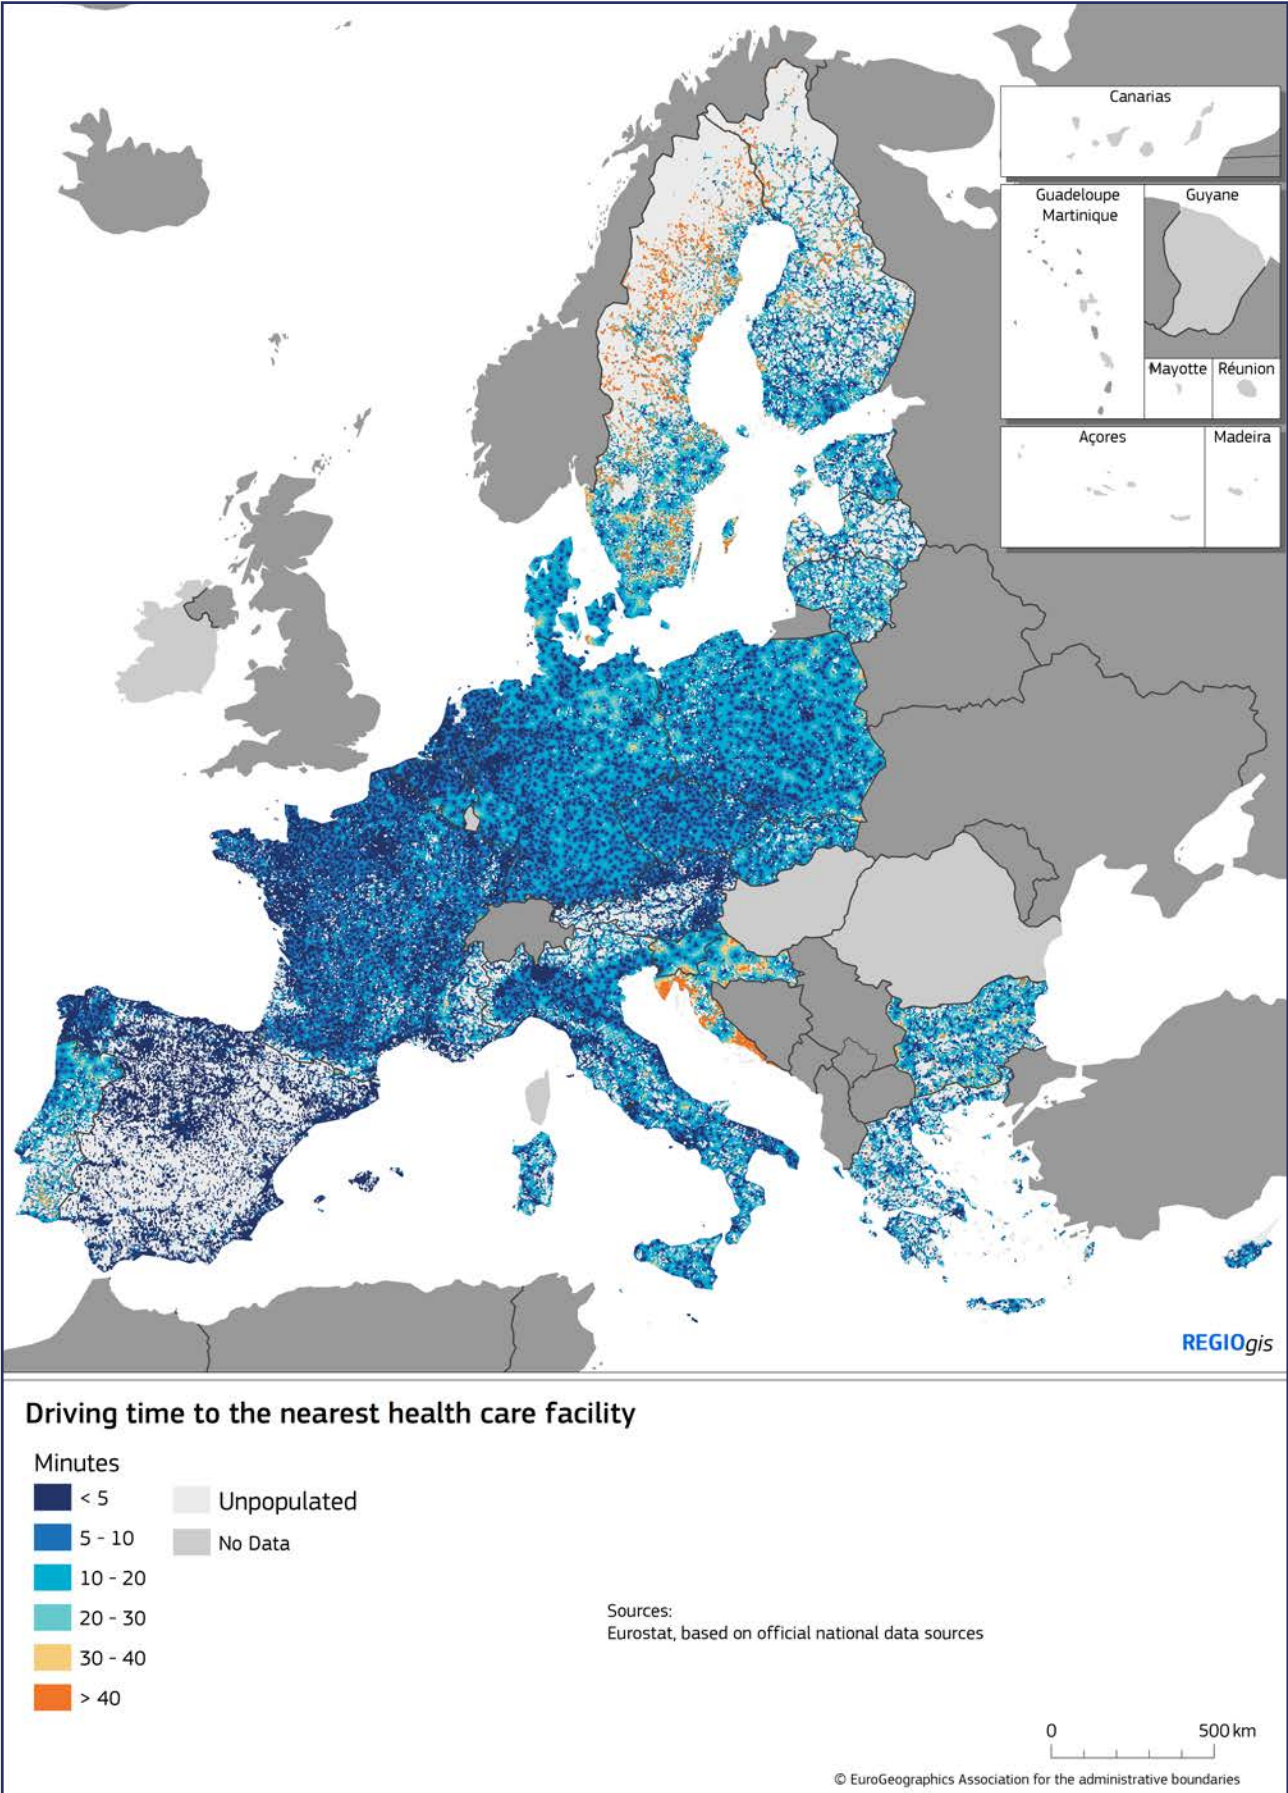 Canarias
Guadeloupe
Martinique
Guyane
Mayotte
Réunion
Açores
Madeira
REGIOgis
Driving time to the nearest health care facility
Minutes
< 5
5 - 10
10 - 20
20 - 30
30 - 40
> 40
Unpopulated
No Data
Sources:
Eurostat, based on official national data sources
0 500 km
© EuroGeographics Association for the administrative boundaries